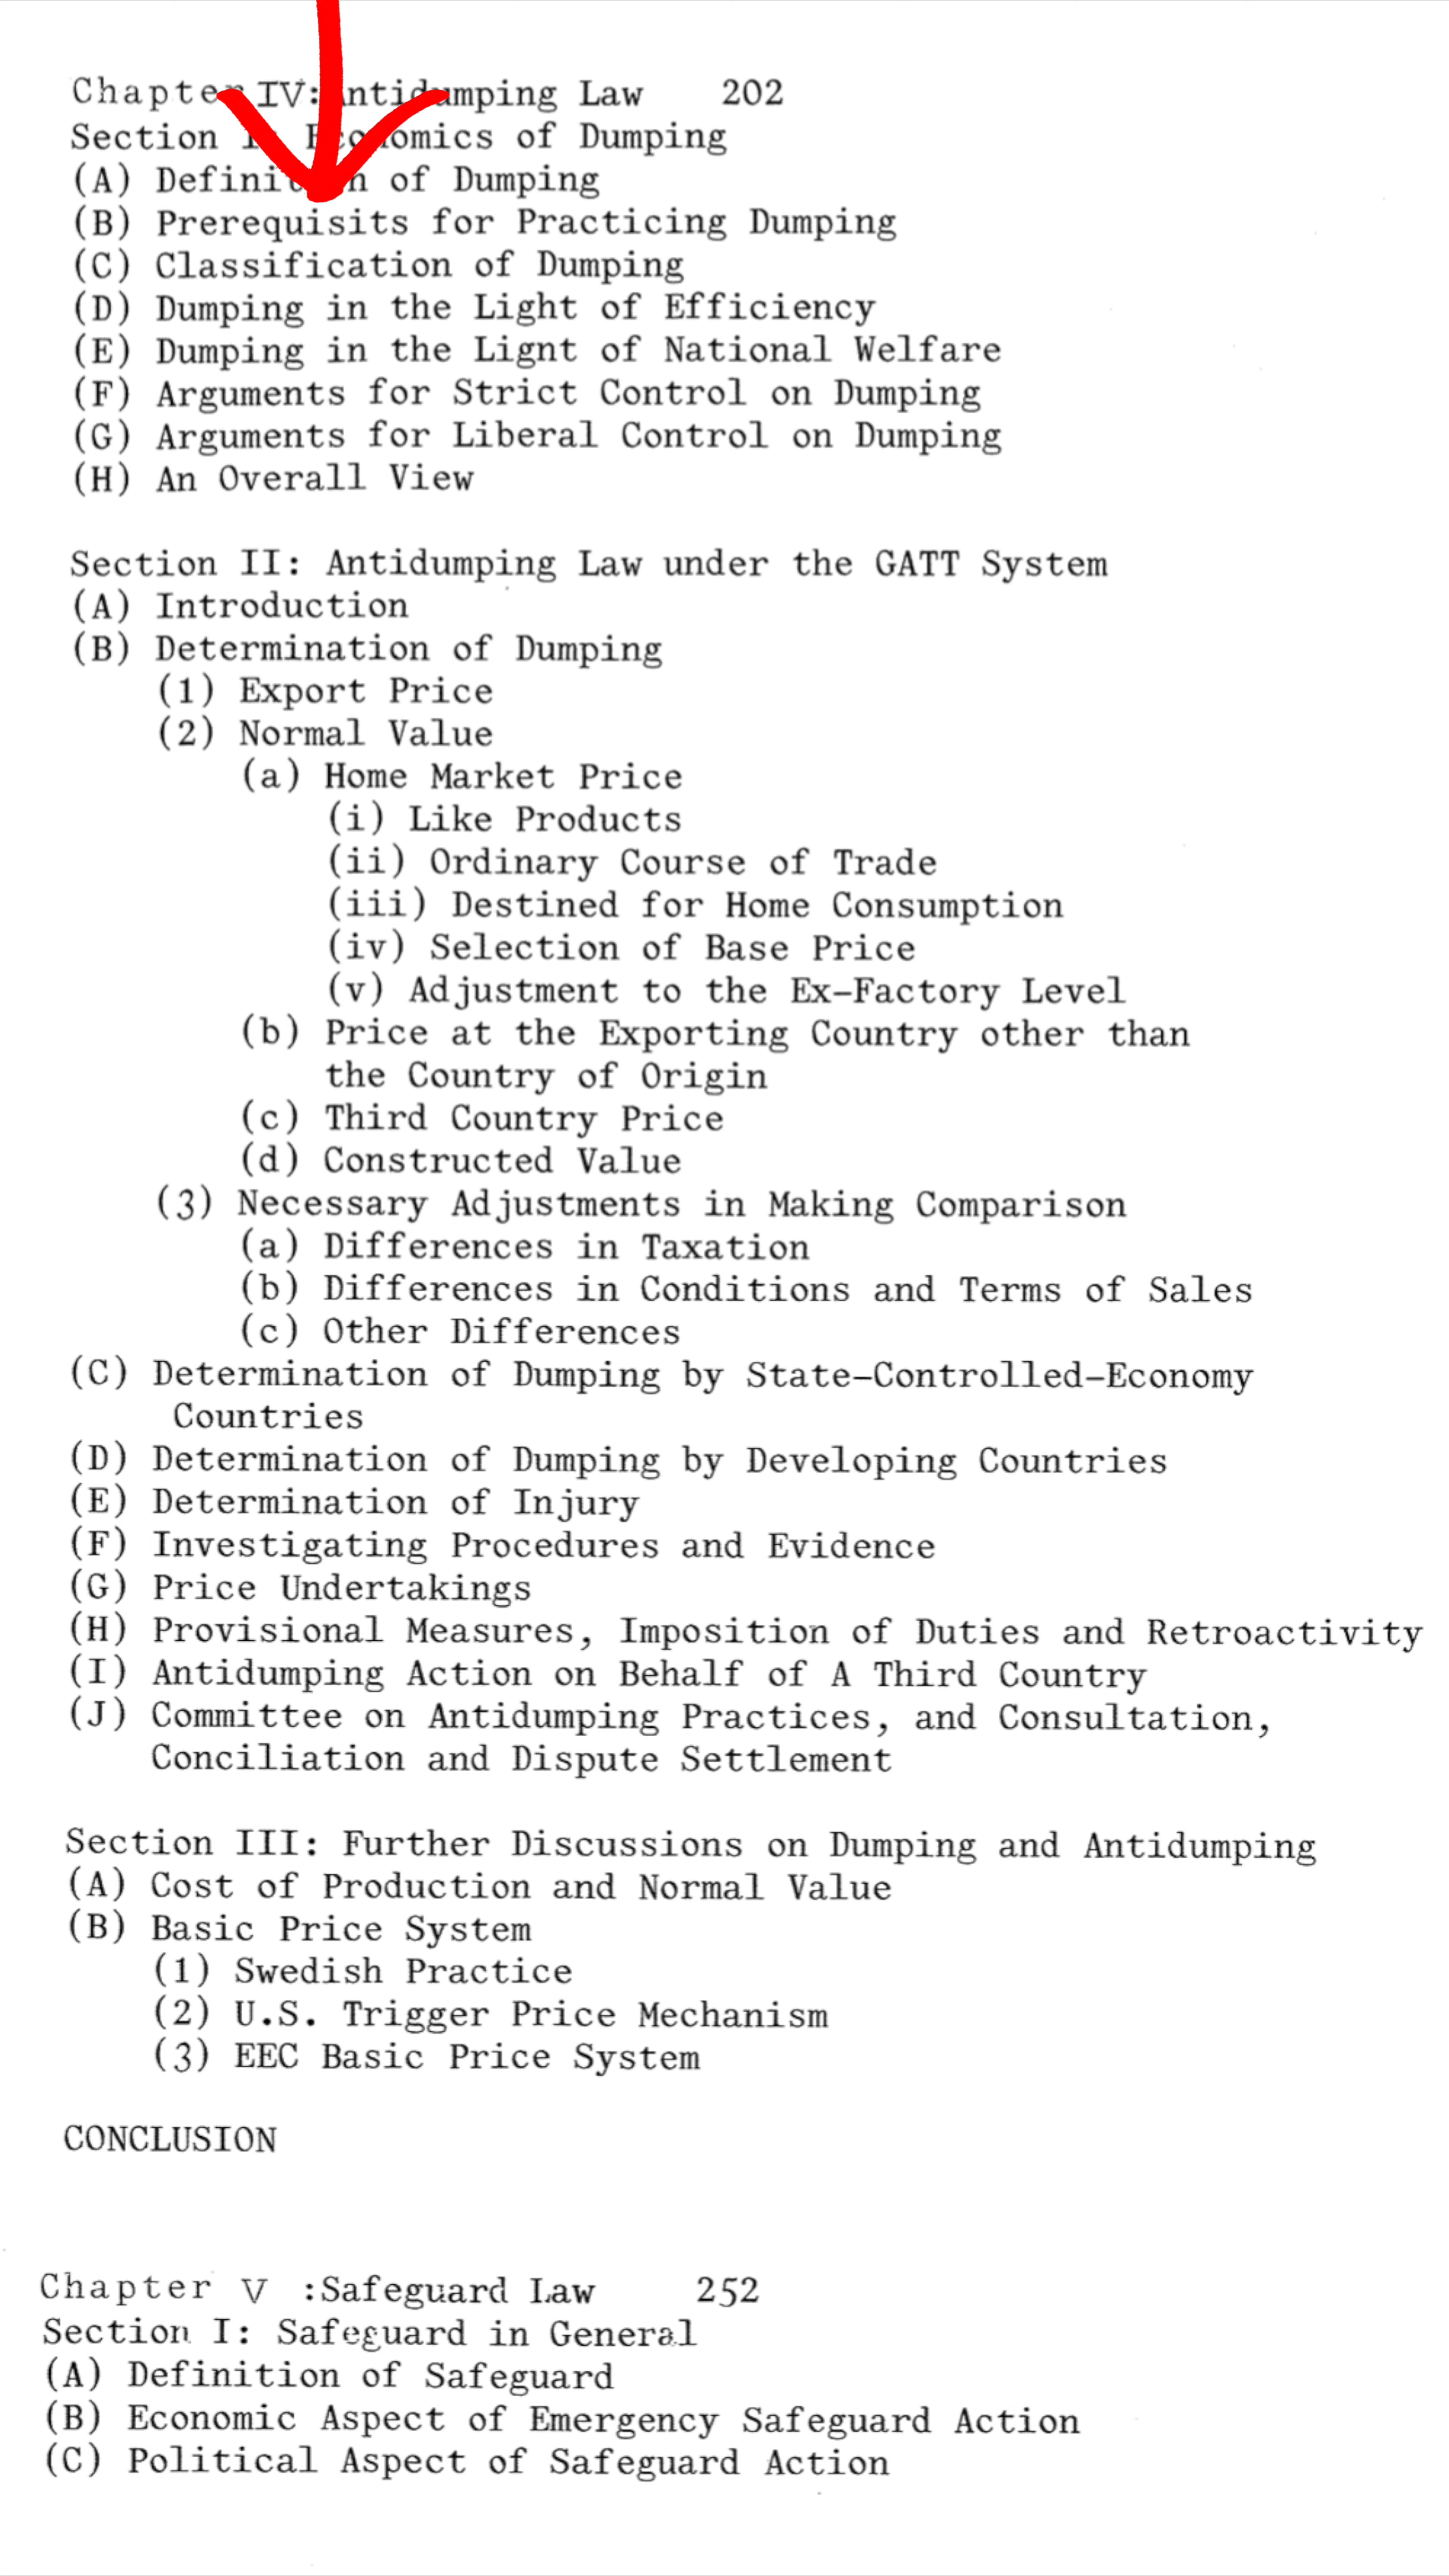 Chapter IV: Antidumping Law 202
Section I: Economics of Dumping
(A) Definition of Dumping
(B) Prerequisits for Practicing Dumping
(C) Classification of Dumping
(D) Dumping in the Light of Efficiency
(E) Dumping in the Lignt of National Welfare
(F) Arguments for Strict Control on Dumping
(G) Arguments for Liberal Control on Dumping
(H) An Overall View
Section II: Antidumping Law under the GATT System
(A) Introduction
(B) Determination of Dumping
(1) Export Price
(2) Normal Value
(a) Home Market Price
(i) Like Products
(ii) Ordinary Course of Trade
(iii) Destined for Home Consumption
(iv) Selection of Base Price
(v) Adjustment to the Ex-Factory Level
(b) Price at the Exporting Country other than
the Country of Origin
(c) Third Country Price
(d) Constructed Value
(3) Necessary Adjustments in Making Comparison
(a) Differences in Taxation
(b) Differences in Conditions and Terms of Sales
(c) Other Differences
(C) Determination of Dumping by State-Controlled-Economy
Countries
(D) Determination of Dumping by Developing Countries
(E) Determination of Injury
(F) Investigating Procedures and Evidence
(G) Price Undertakings
(H) Provisional Measures, Imposition of Duties and Retroactivity
(I) Antidumping Action on Behalf of A Third Country
(J) Committee on Antidumping Practices, and Consultation,
Conciliation and Dispute Settlement
Section III: Further Discussions on Dumping and Antidumping
(A) Cost of Production and Normal Value
(B) Basic Price System
(1) Swedish Practice
(2) U.S. Trigger Price Mechanism
(3) EEC Basic Price System
CONCLUSION
Chapter V :Safeguard Law 252
Section I: Safeguard in General
(A) Definition of Safeguard
(B) Economic Aspect of Emergency Safeguard Action
(C) Political Aspect of Safeguard Action